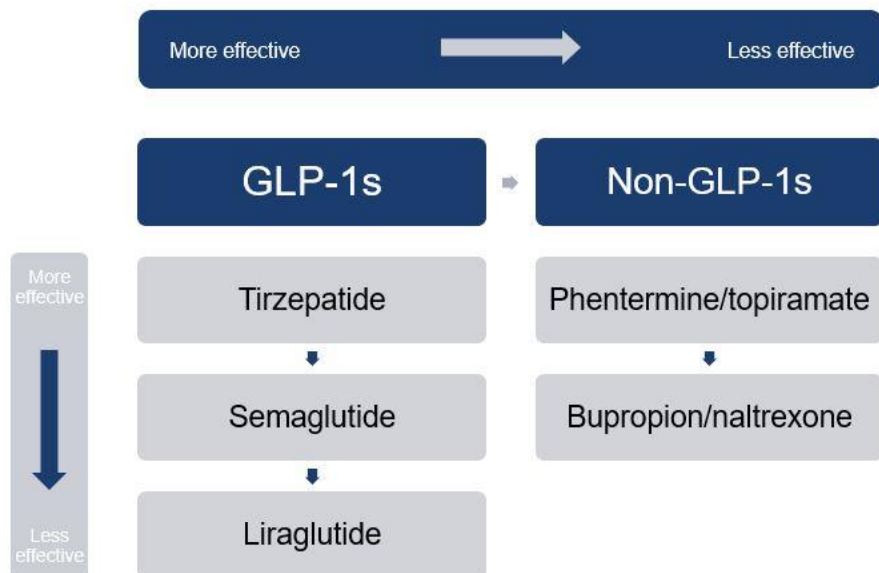 More effective
Less effective
GLP-1s
Non-GLP-1s
More
effective
Tirzepatide
Phentermine/topiramate
Semaglutide
Bupropion/naltrexone
Liraglutide
Less
effective